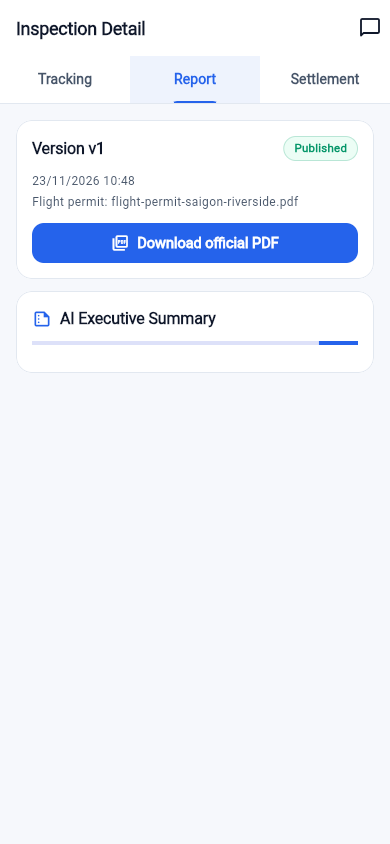 Inspection Detail
Tracking
Report
Settlement
Version v1
Published
23/11/2026 10:48
Flight permit: flight-permit-saigon-riverside.pdf
Download official PDF
AI Executive Summary